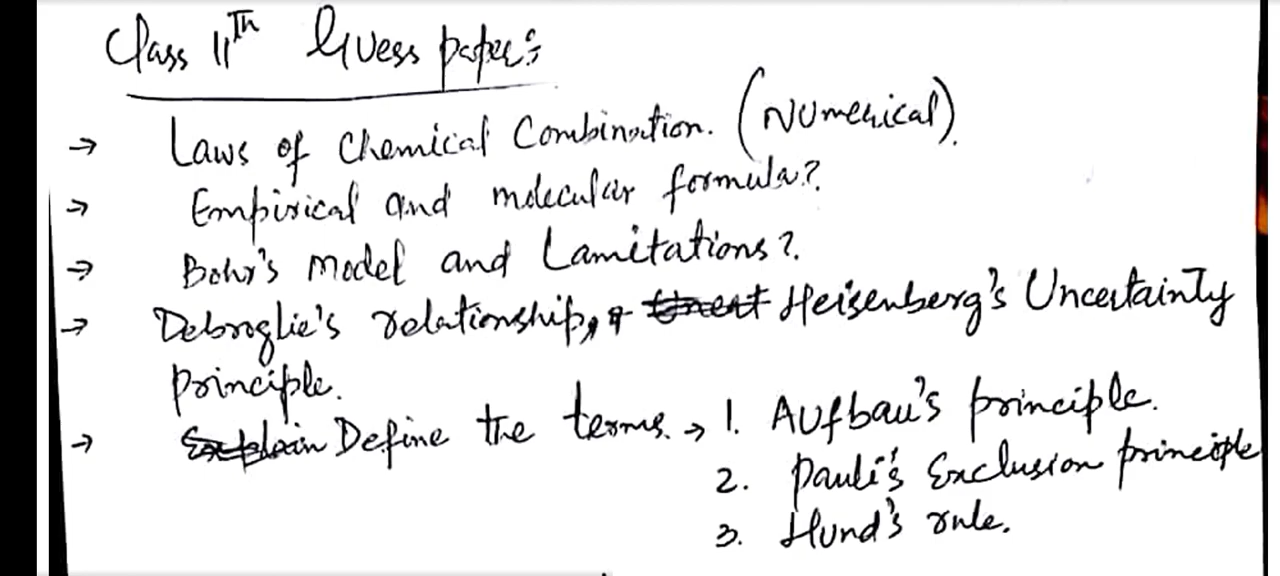 Class 11Th Guess paper:
→ Laws of Chemical Combination. (Numerical).
→ Empirical and molecular formula?
→ Bohr's Model and Lamitations?.
→ Debroglie's relationship, & Heisenberg's Uncertainty
principle.
→ Explain Define the terms. → 1. Aufbau's principle.
2. Pauli's Exclusion principle
3. Hund's rule.